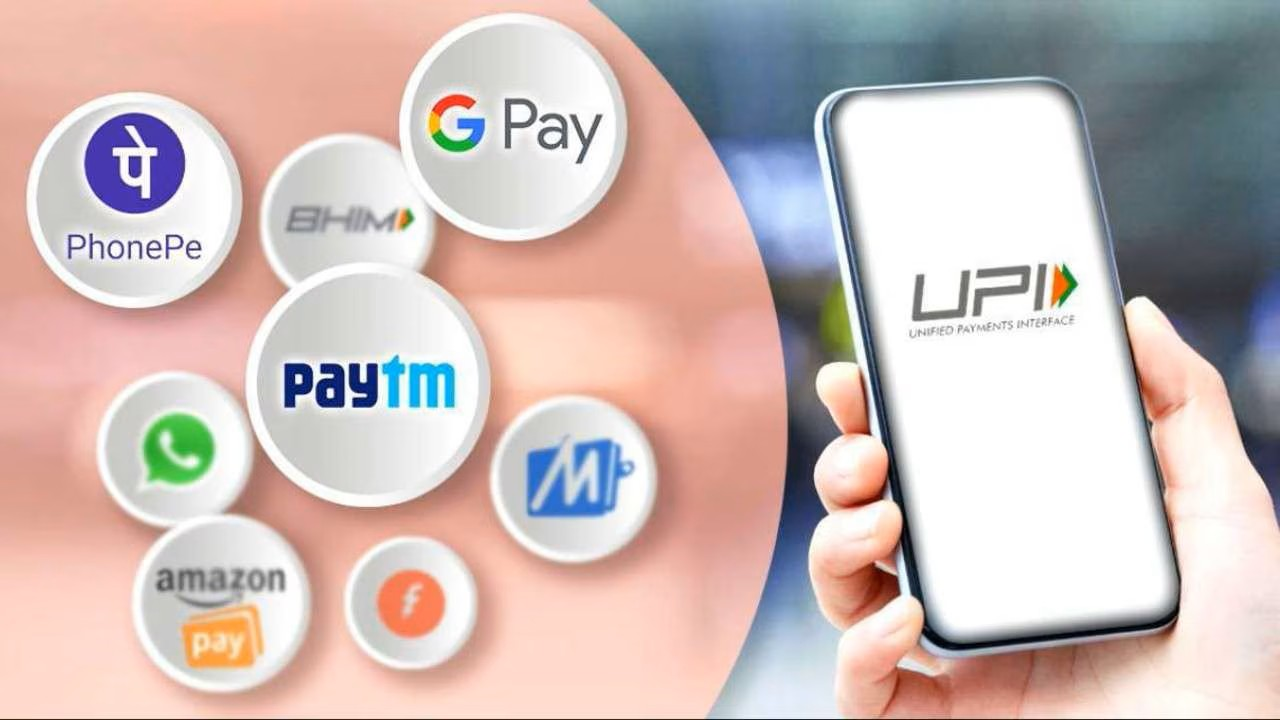 G Pay
पे
PhonePe
BHIM
paytm
UPI
UNIFIED PAYMENTS INTERFACE
M
amazon
pay
f